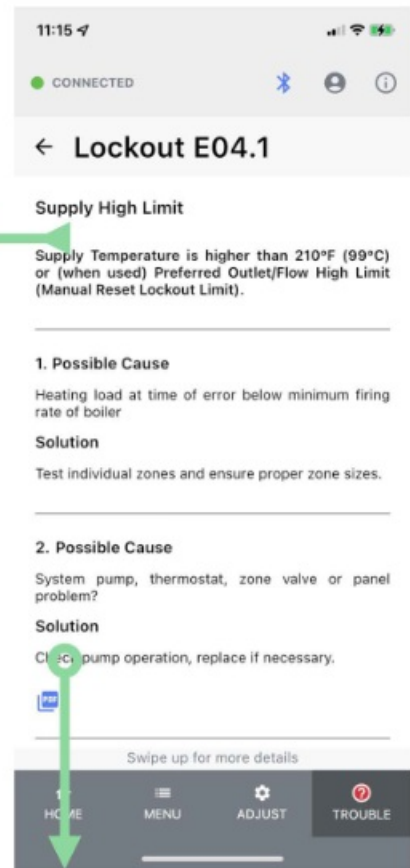 11:15
CONNECTED
← Lockout E04.1
Supply High Limit
Supply Temperature is higher than 210°F (99°C)
or (when used) Preferred Outlet/Flow High Limit
(Manual Reset Lockout Limit).
1. Possible Cause
Heating load at time of error below minimum firing
rate of boiler
Solution
Test individual zones and ensure proper zone sizes.
2. Possible Cause
System pump, thermostat, zone valve or panel
problem?
Solution
Check pump operation, replace if necessary.
PDF
Swipe up for more details
HOME MENU ADJUST TROUBLE